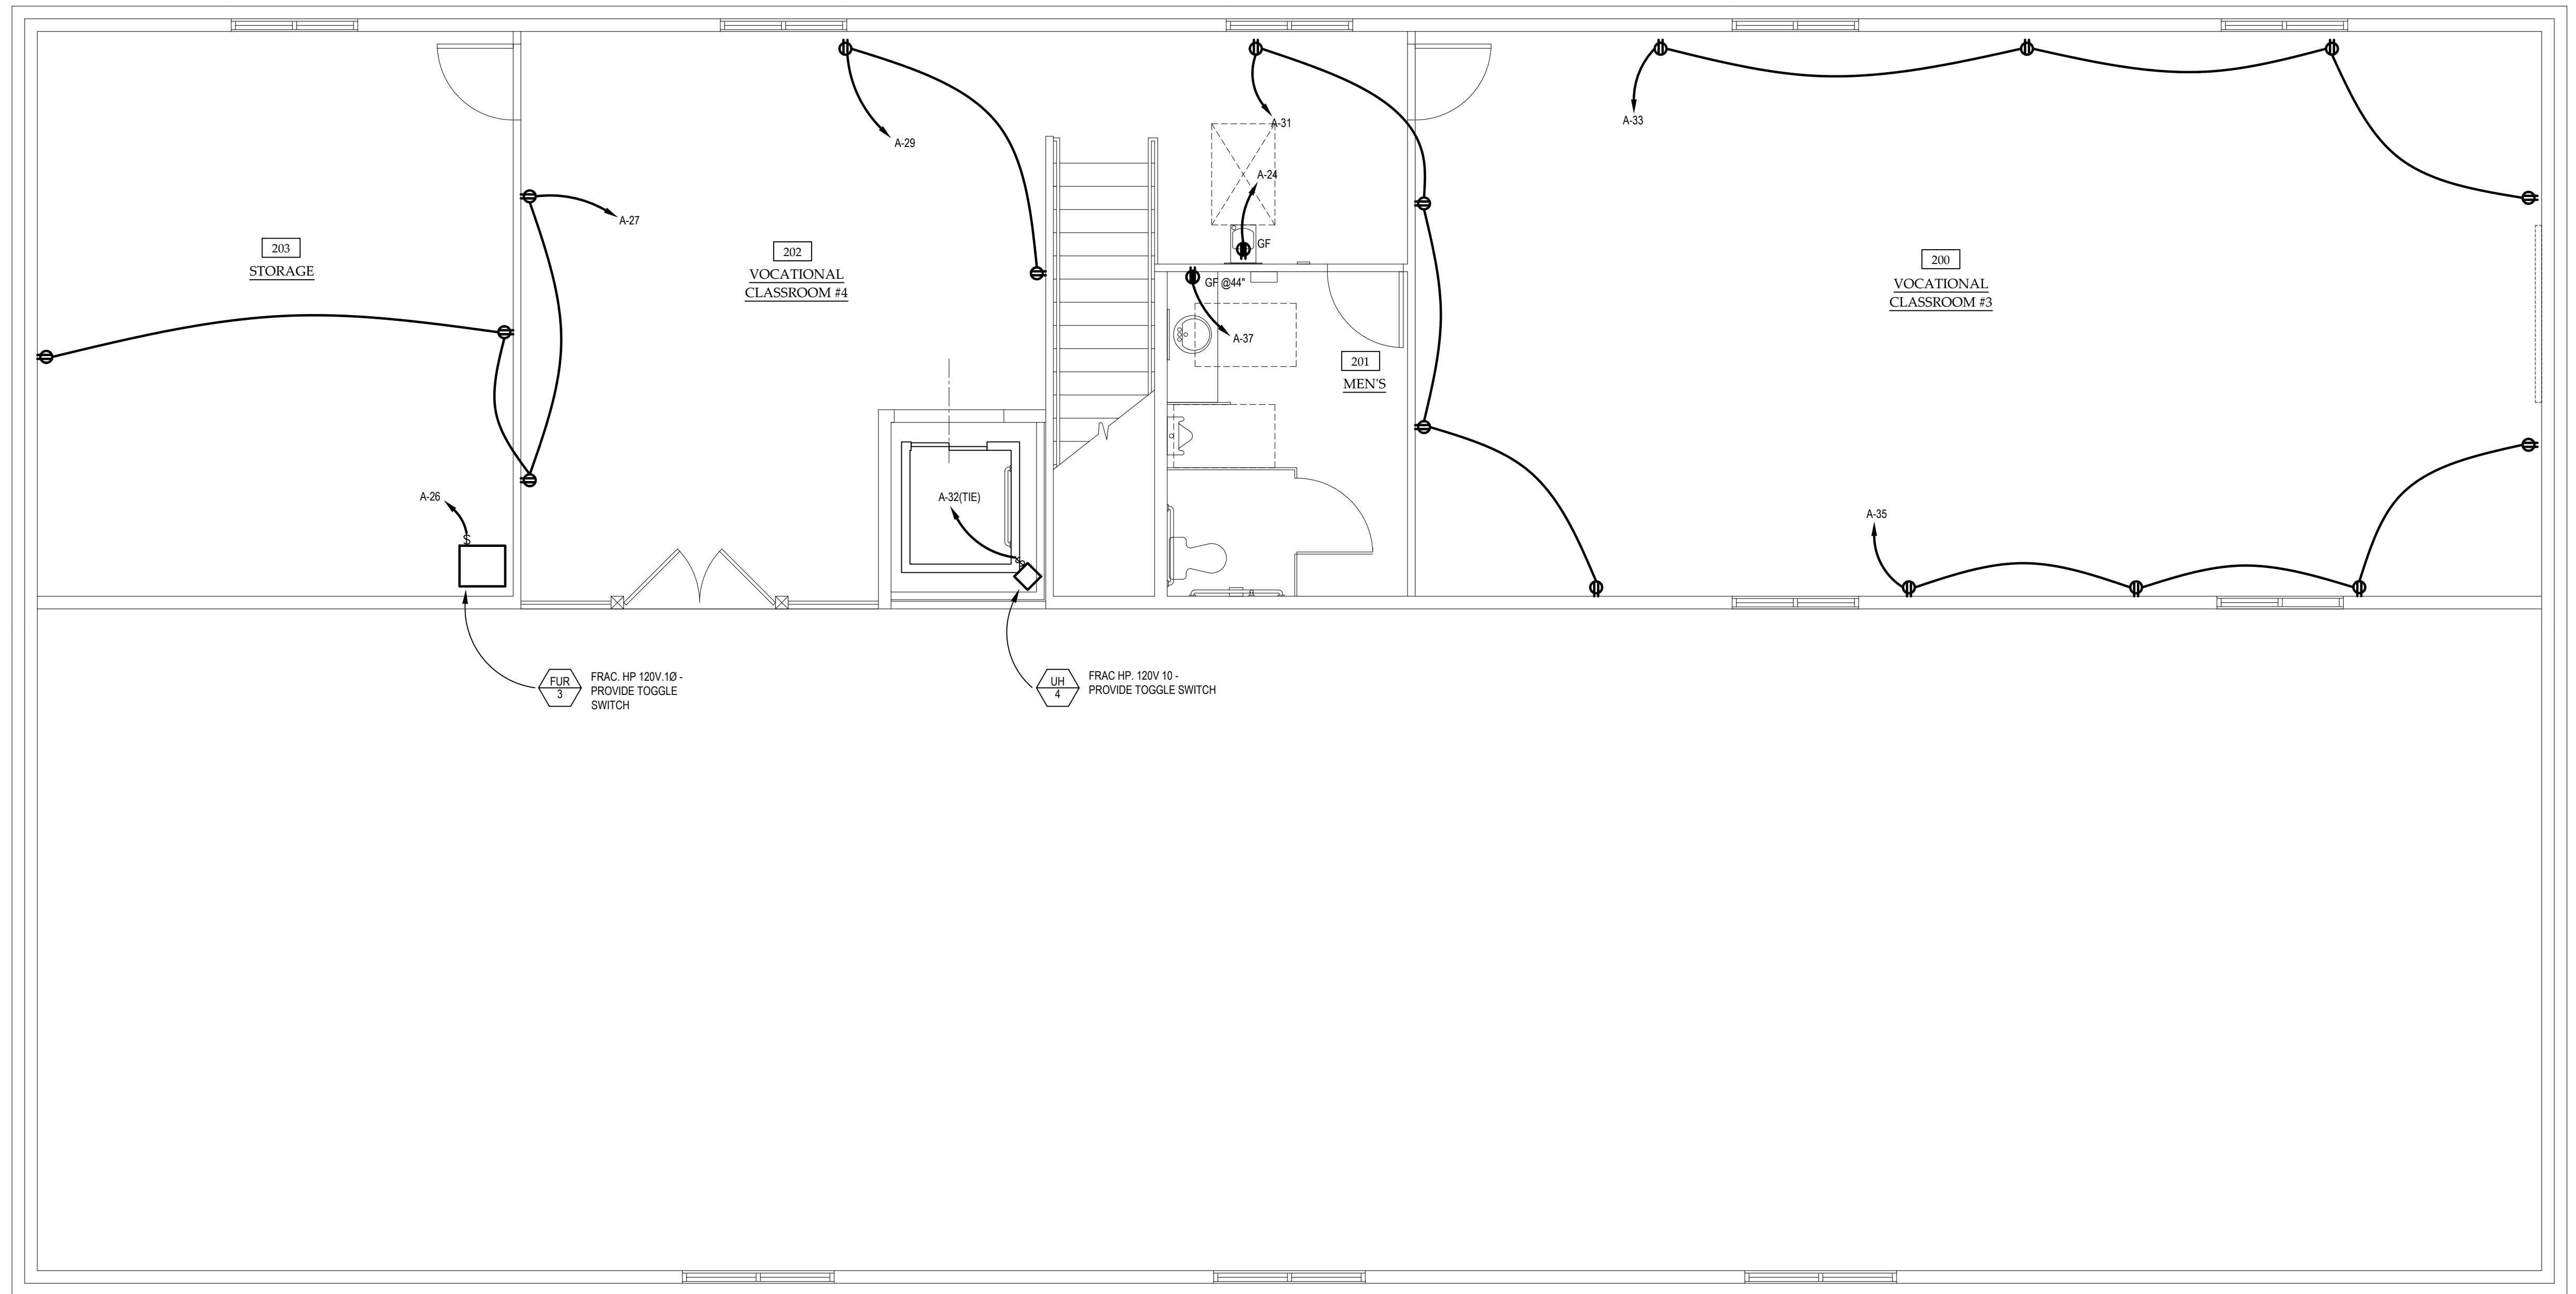 A-29
A-31
A-33
A-24
A-27
GF
203
STORAGE
202
VOCATIONAL
CLASSROOM #4
GF @44"
200
VOCATIONAL
CLASSROOM #3
A-37
201
MEN'S
A-26
S
A-32(TIE)
S
A-35
FUR
3
FRAC. HP 120V.1Ø -
PROVIDE TOGGLE
SWITCH
UH
4
FRAC HP. 120V 10 -
PROVIDE TOGGLE SWITCH